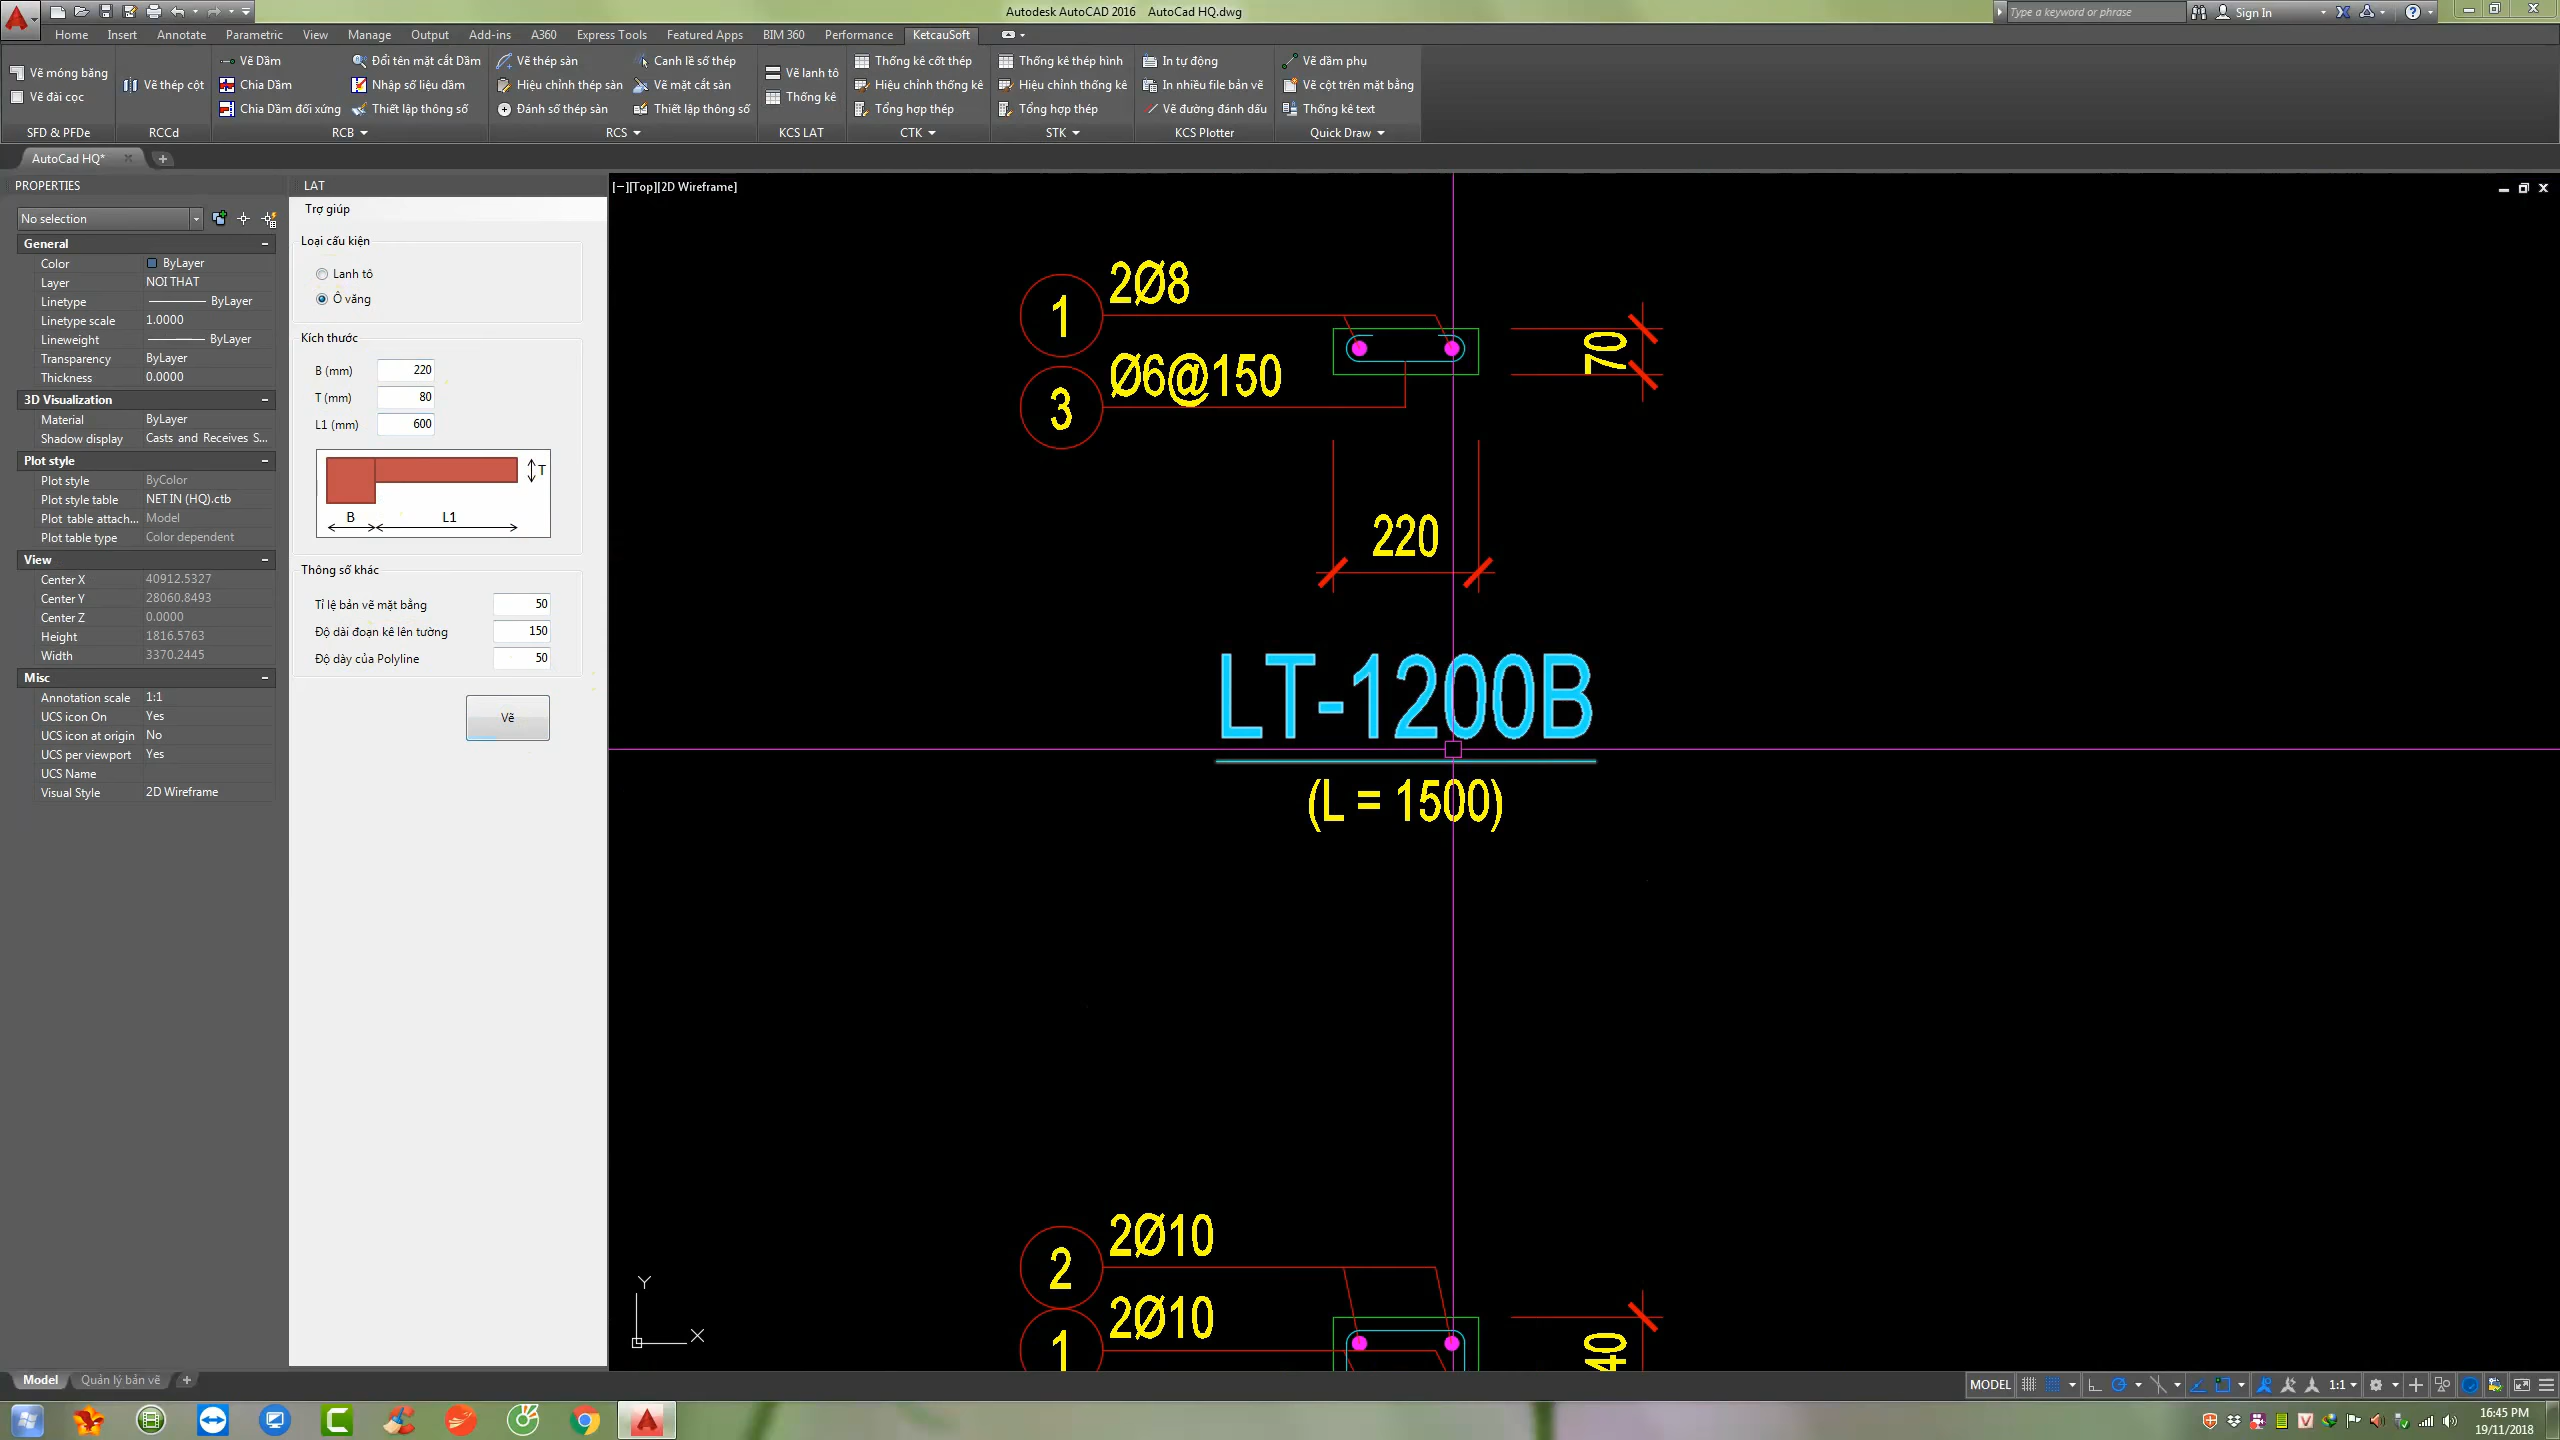 Autodesk AutoCAD 2016 AutoCad HQ.dwg
Type a keyword or phrase
Sign In
Home Insert Annotate Parametric View Manage Output Add-ins A360 Express Tools Featured Apps BIM 360 Performance KetcauSoft
Vẽ móng băng
Vẽ đài cọc
SFD & PFDe
Vẽ thép cột
RCCd
Vẽ Dầm
Chia Dầm
Chia Dầm đối xứng
Đổi tên mặt cắt Dầm
Nhập số liệu dầm
Thiết lập thông số
RCB
Vẽ thép sàn
Hiệu chỉnh thép sàn
Đánh số thép sàn
Canh lề số thép
Vẽ mặt cắt sàn
Thiết lập thông số
RCS
Vẽ lanh tô
Thống kê
KCS LAT
Thống kê cốt thép
Hiệu chỉnh thống kê
Tổng hợp thép
CTK
Thống kê thép hình
Hiệu chỉnh thống kê
Tổng hợp thép
STK
In tự động
In nhiều file bản vẽ
Vẽ đường đánh dấu
KCS Plotter
Vẽ dầm phụ
Vẽ cột trên mặt bằng
Thống kê text
Quick Draw
AutoCad HQ*
PROPERTIES
No selection
General
Color ByLayer
Layer NOI THAT
Linetype ByLayer
Linetype scale 1.0000
Lineweight ByLayer
Transparency ByLayer
Thickness 0.0000
3D Visualization
Material ByLayer
Shadow display Casts and Receives S...
Plot style
Plot style ByColor
Plot style table NET IN (HQ).ctb
Plot table attach... Model
Plot table type Color dependent
View
Center X 40912.5327
Center Y 28060.8493
Center Z 0.0000
Height 1816.5763
Width 3370.2445
Misc
Annotation scale 1:1
UCS icon On Yes
UCS icon at origin No
UCS per viewport Yes
UCS Name
Visual Style 2D Wireframe
LAT
Trợ giúp
Loại cấu kiện
Lanh tô
Ô văng
Kích thước
B (mm) 220
T (mm) 80
L1 (mm) 600
T
B L1
Thông số khác
Tỉ lệ bản vẽ mặt bằng 50
Độ dài đoạn kê lên tường 150
Độ dày của Polyline 50
Vẽ
[−][Top][2D Wireframe]
1 2Ø8
3 Ø6@150
70
220
LT-1200B
(L = 1500)
2 2Ø10
1 2Ø10
40
Y
X
Model Quản lý bản vẽ
MODEL 1:1
16:45 PM
19/11/2018